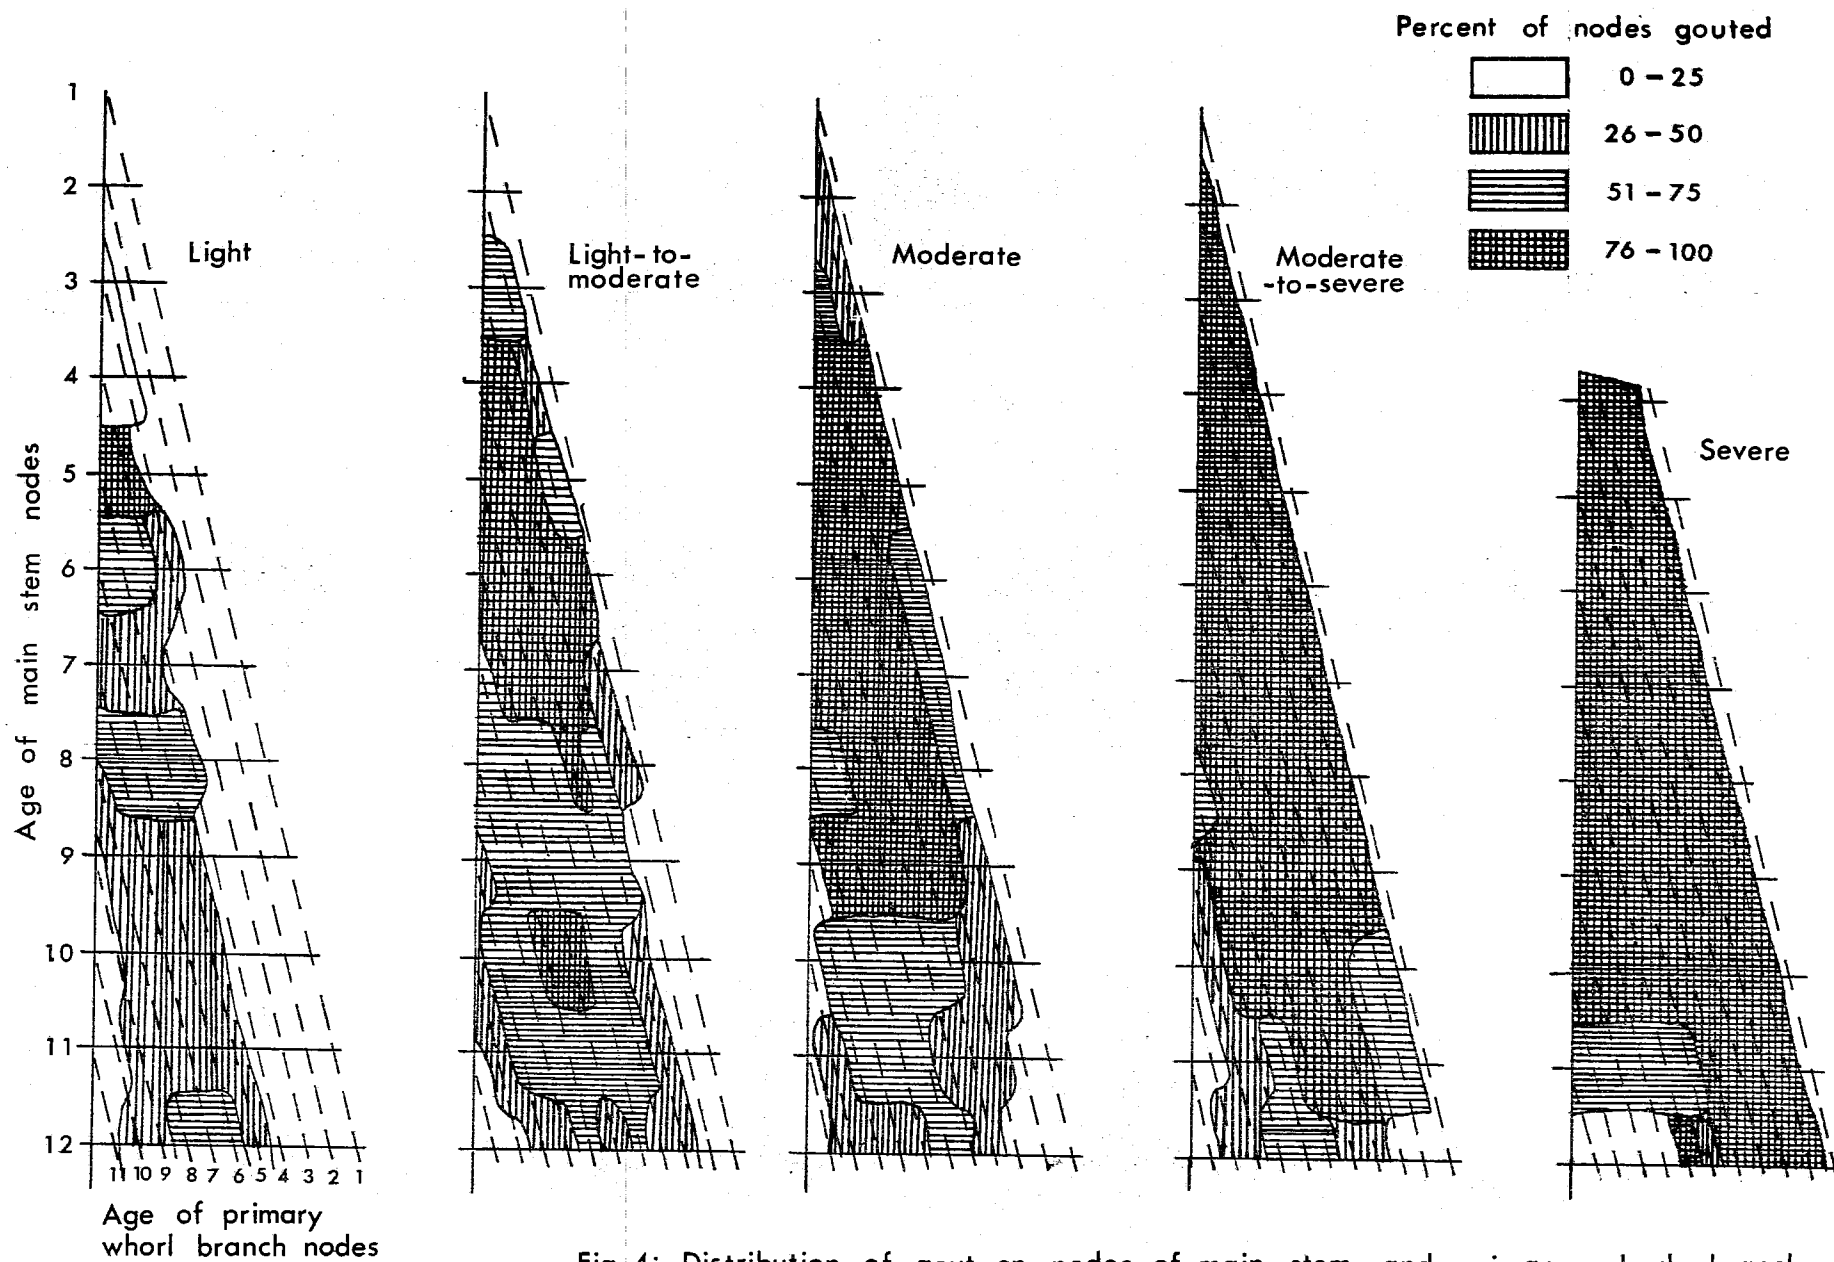 Percent of nodes gouted
0 – 25
26 – 50
51 – 75
76 – 100
Light
Light-to-
moderate
Moderate
Moderate
-to-severe
Severe
Age of main stem nodes
1
2
3
4
5
6
7
8
9
10
11
12
11 10 9 8 7 6 5 4 3 2 1
Age of primary
whorl branch nodes
Fig 4: Distribution of gout on nodes of main stem and